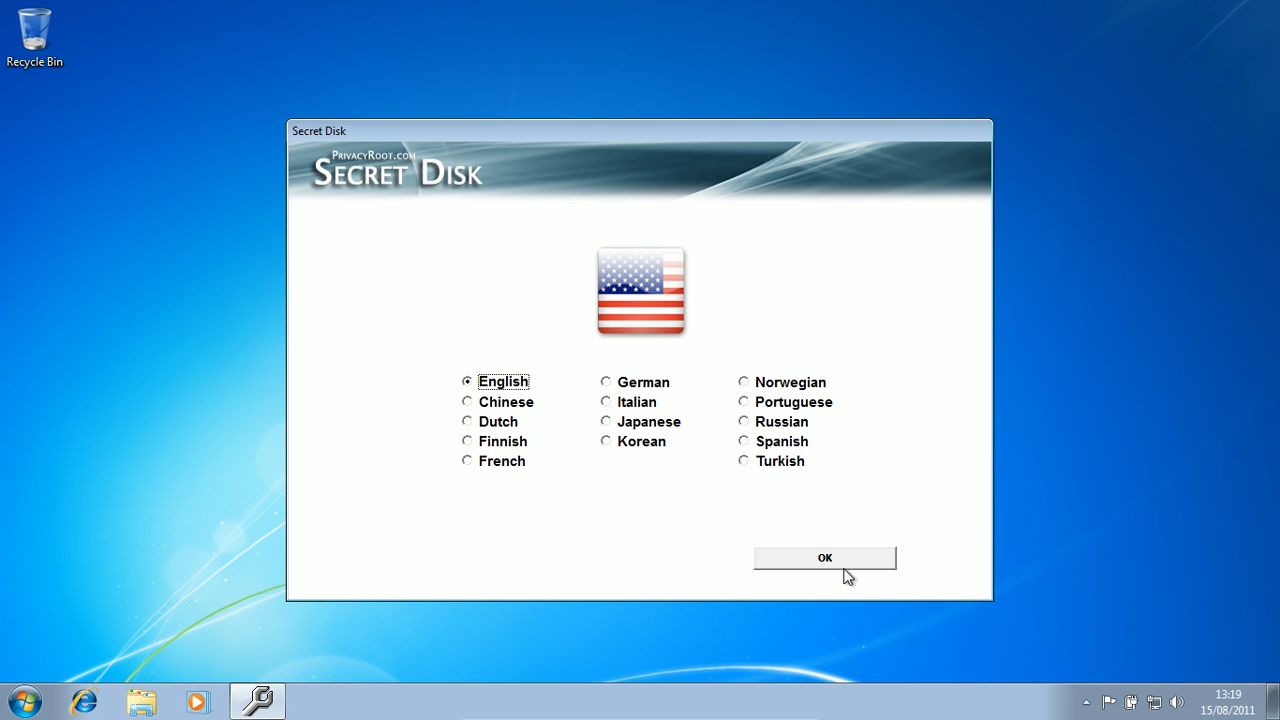 Recycle Bin
Secret Disk
PrivacyRoot.com
Secret Disk
English
German
Norwegian
Chinese
Italian
Portuguese
Dutch
Japanese
Russian
Finnish
Korean
Spanish
French
Turkish
OK
13:19
15/08/2011